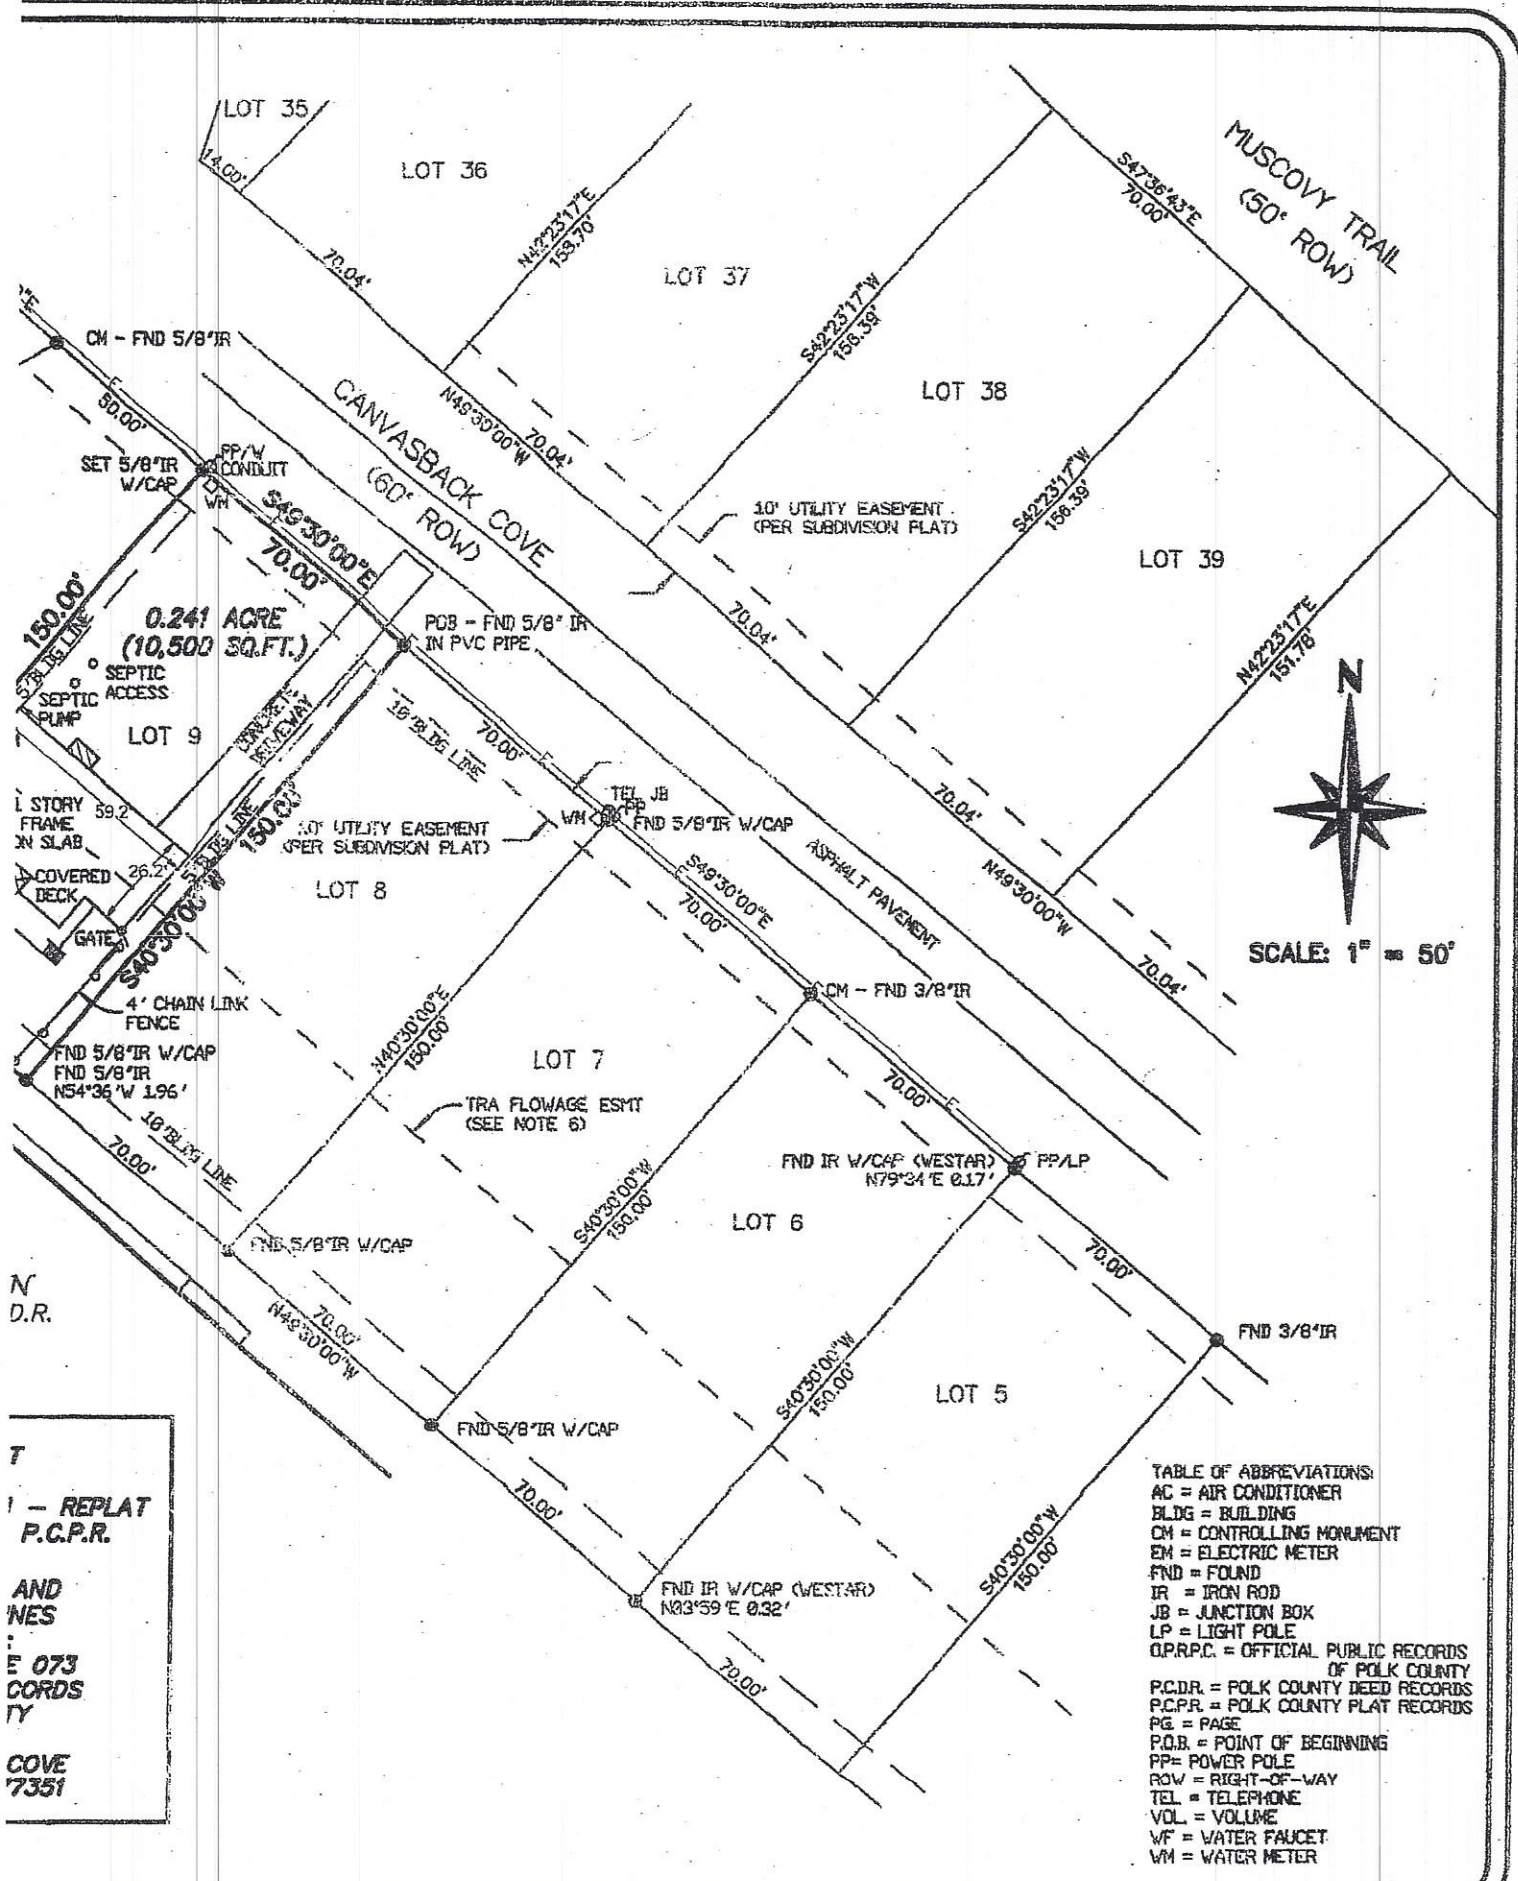 LOT 35
14.00'
LOT 36
70.04'
N42°23'17"E
153.70'
LOT 37
S42°23'17"W
156.39'
S47°36'43"E
70.00'
MUSCOVY TRAIL
(50' ROW)
LOT 38
S42°23'17"W
156.39'
LOT 39
N42°23'17"E
151.76'
"E
CM - FND 5/8"IR
50.00'
E
SET 5/8"IR
W/CAP
PP/W
CONDUIT
WM
CANVASBACK COVE
(60' ROW)
N49°30'00"W
70.04'
10' UTILITY EASEMENT
(PER SUBDIVISION PLAT)
70.04'
70.04'
N49°30'00"W
70.04'
S49°30'00"E
70.00'
150.00'
5' BLDG LINE
0.241 ACRE
(10,500 SQ.FT.)
SEPTIC
ACCESS
SEPTIC
PUMP
LOT 9
CONCRETE
DRIVEWAY
POB - FND 5/8" IR
IN PVC PIPE
10' BLDG LINE
70.00'
E
TEL JB
PP
WM
FND 5/8"IR W/CAP
10' UTILITY EASEMENT
(PER SUBDIVISION PLAT)
1 STORY
FRAME
ON SLAB
59.2'
26.2'
COVERED
DECK
GATE
5' BLDG LINE
150.00'
S40°30'00"W
LOT 8
S49°30'00"E
70.00'
E
ASPHALT PAVEMENT
N
SCALE: 1" = 50'
CM - FND 3/8"IR
4' CHAIN LINK
FENCE
FND 5/8"IR W/CAP
FND 5/8"IR
N54°36'W 1.96'
N40°30'00"E
150.00'
LOT 7
TRA FLOWAGE ESMT
(SEE NOTE 6)
70.00'
E
10' BLDG LINE
70.00'
FND IR W/CAP (WESTAR)
N79°34'E 0.17'
PP/LP
S40°30'00"W
150.00'
LOT 6
70.00'
FND 5/8"IR W/CAP
N49°30'00"W
70.00'
FND 3/8"IR
N
D.R.
S40°30'00"W
150.00'
LOT 5
FND 5/8"IR W/CAP
70.00'
FND IR W/CAP (WESTAR)
N03°59'E 0.32'
70.00'
S40°30'00"W
150.00'
T
1 - REPLAT
P.C.P.R.
AND
NES
:
E 073
CORDS
TY
COVE
77351
TABLE OF ABBREVIATIONS:
AC = AIR CONDITIONER
BLDG = BUILDING
CM = CONTROLLING MONUMENT
EM = ELECTRIC METER
FND = FOUND
IR = IRON ROD
JB = JUNCTION BOX
LP = LIGHT POLE
O.P.R.P.C. = OFFICIAL PUBLIC RECORDS
OF POLK COUNTY
P.C.D.R. = POLK COUNTY DEED RECORDS
P.C.P.R. = POLK COUNTY PLAT RECORDS
PG. = PAGE
P.O.B. = POINT OF BEGINNING
PP= POWER POLE
ROW = RIGHT-OF-WAY
TEL = TELEPHONE
VOL. = VOLUME
WF = WATER FAUCET
WM = WATER METER